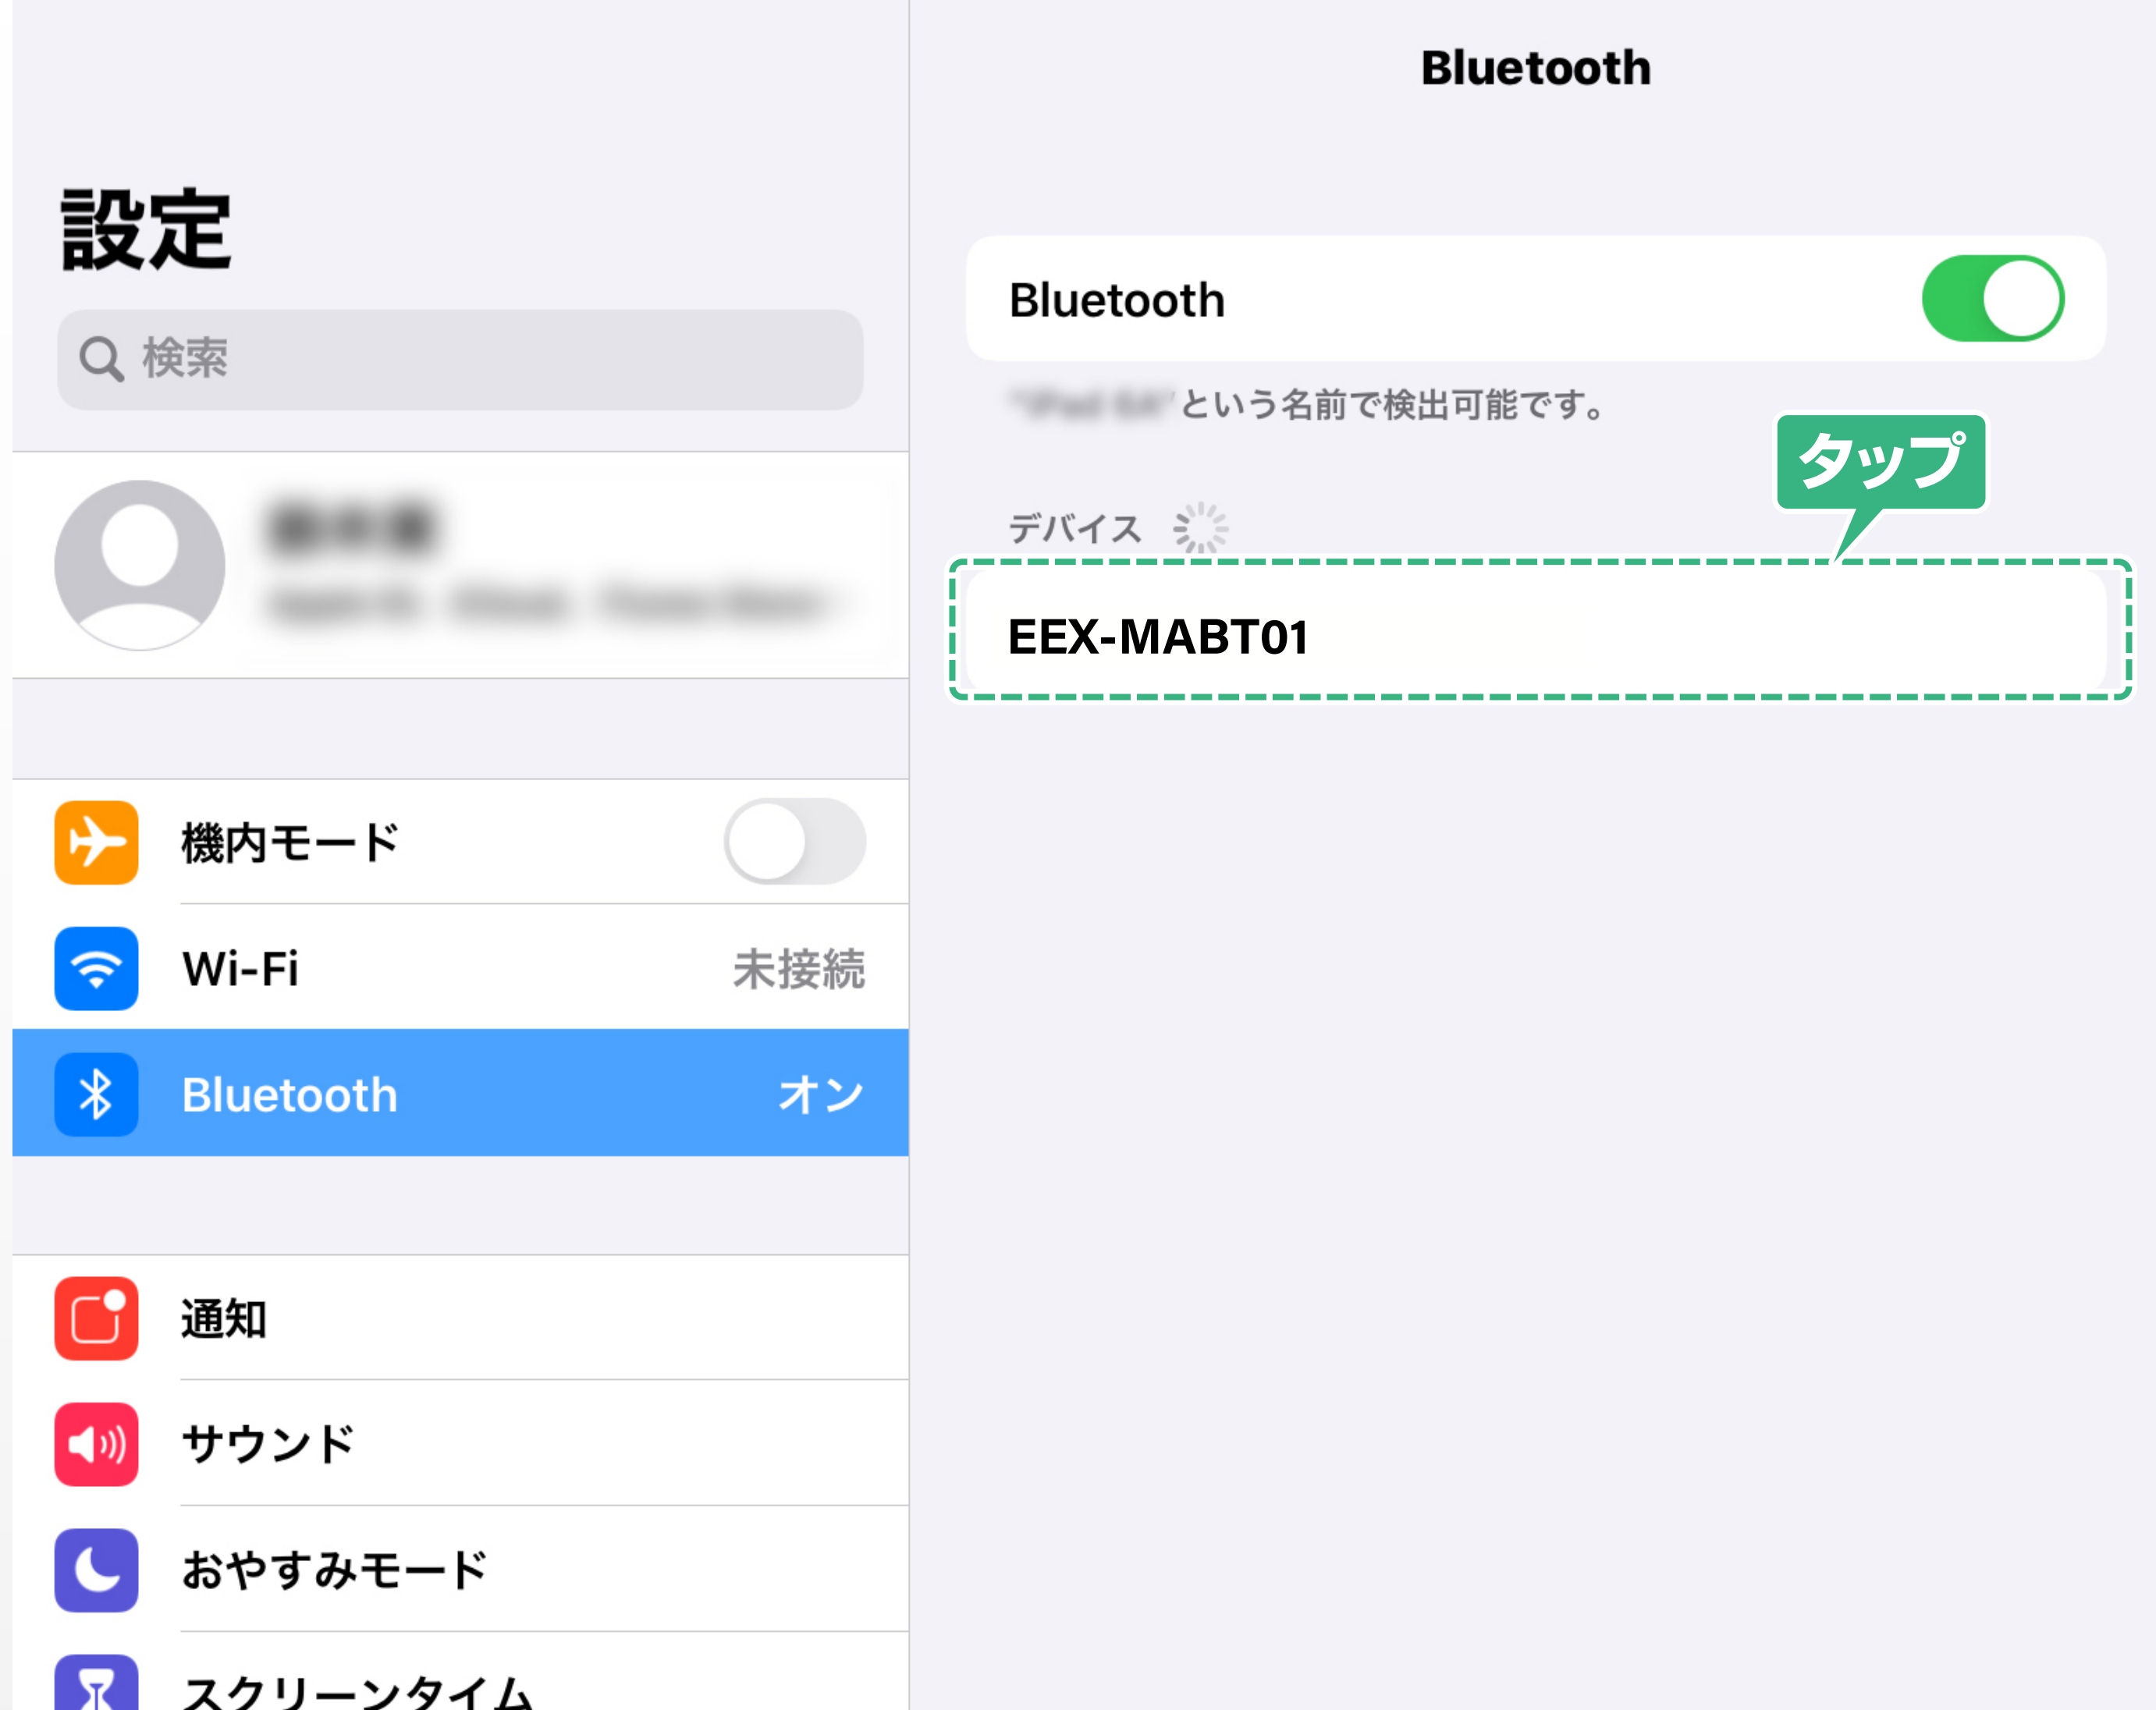 設定
検索
機内モード
Wi-Fi 未接続
Bluetooth オン
通知
サウンド
おやすみモード
スクリーンタイム
Bluetooth
Bluetooth
という名前で検出可能です。
タップ
デバイス
EEX-MABT01